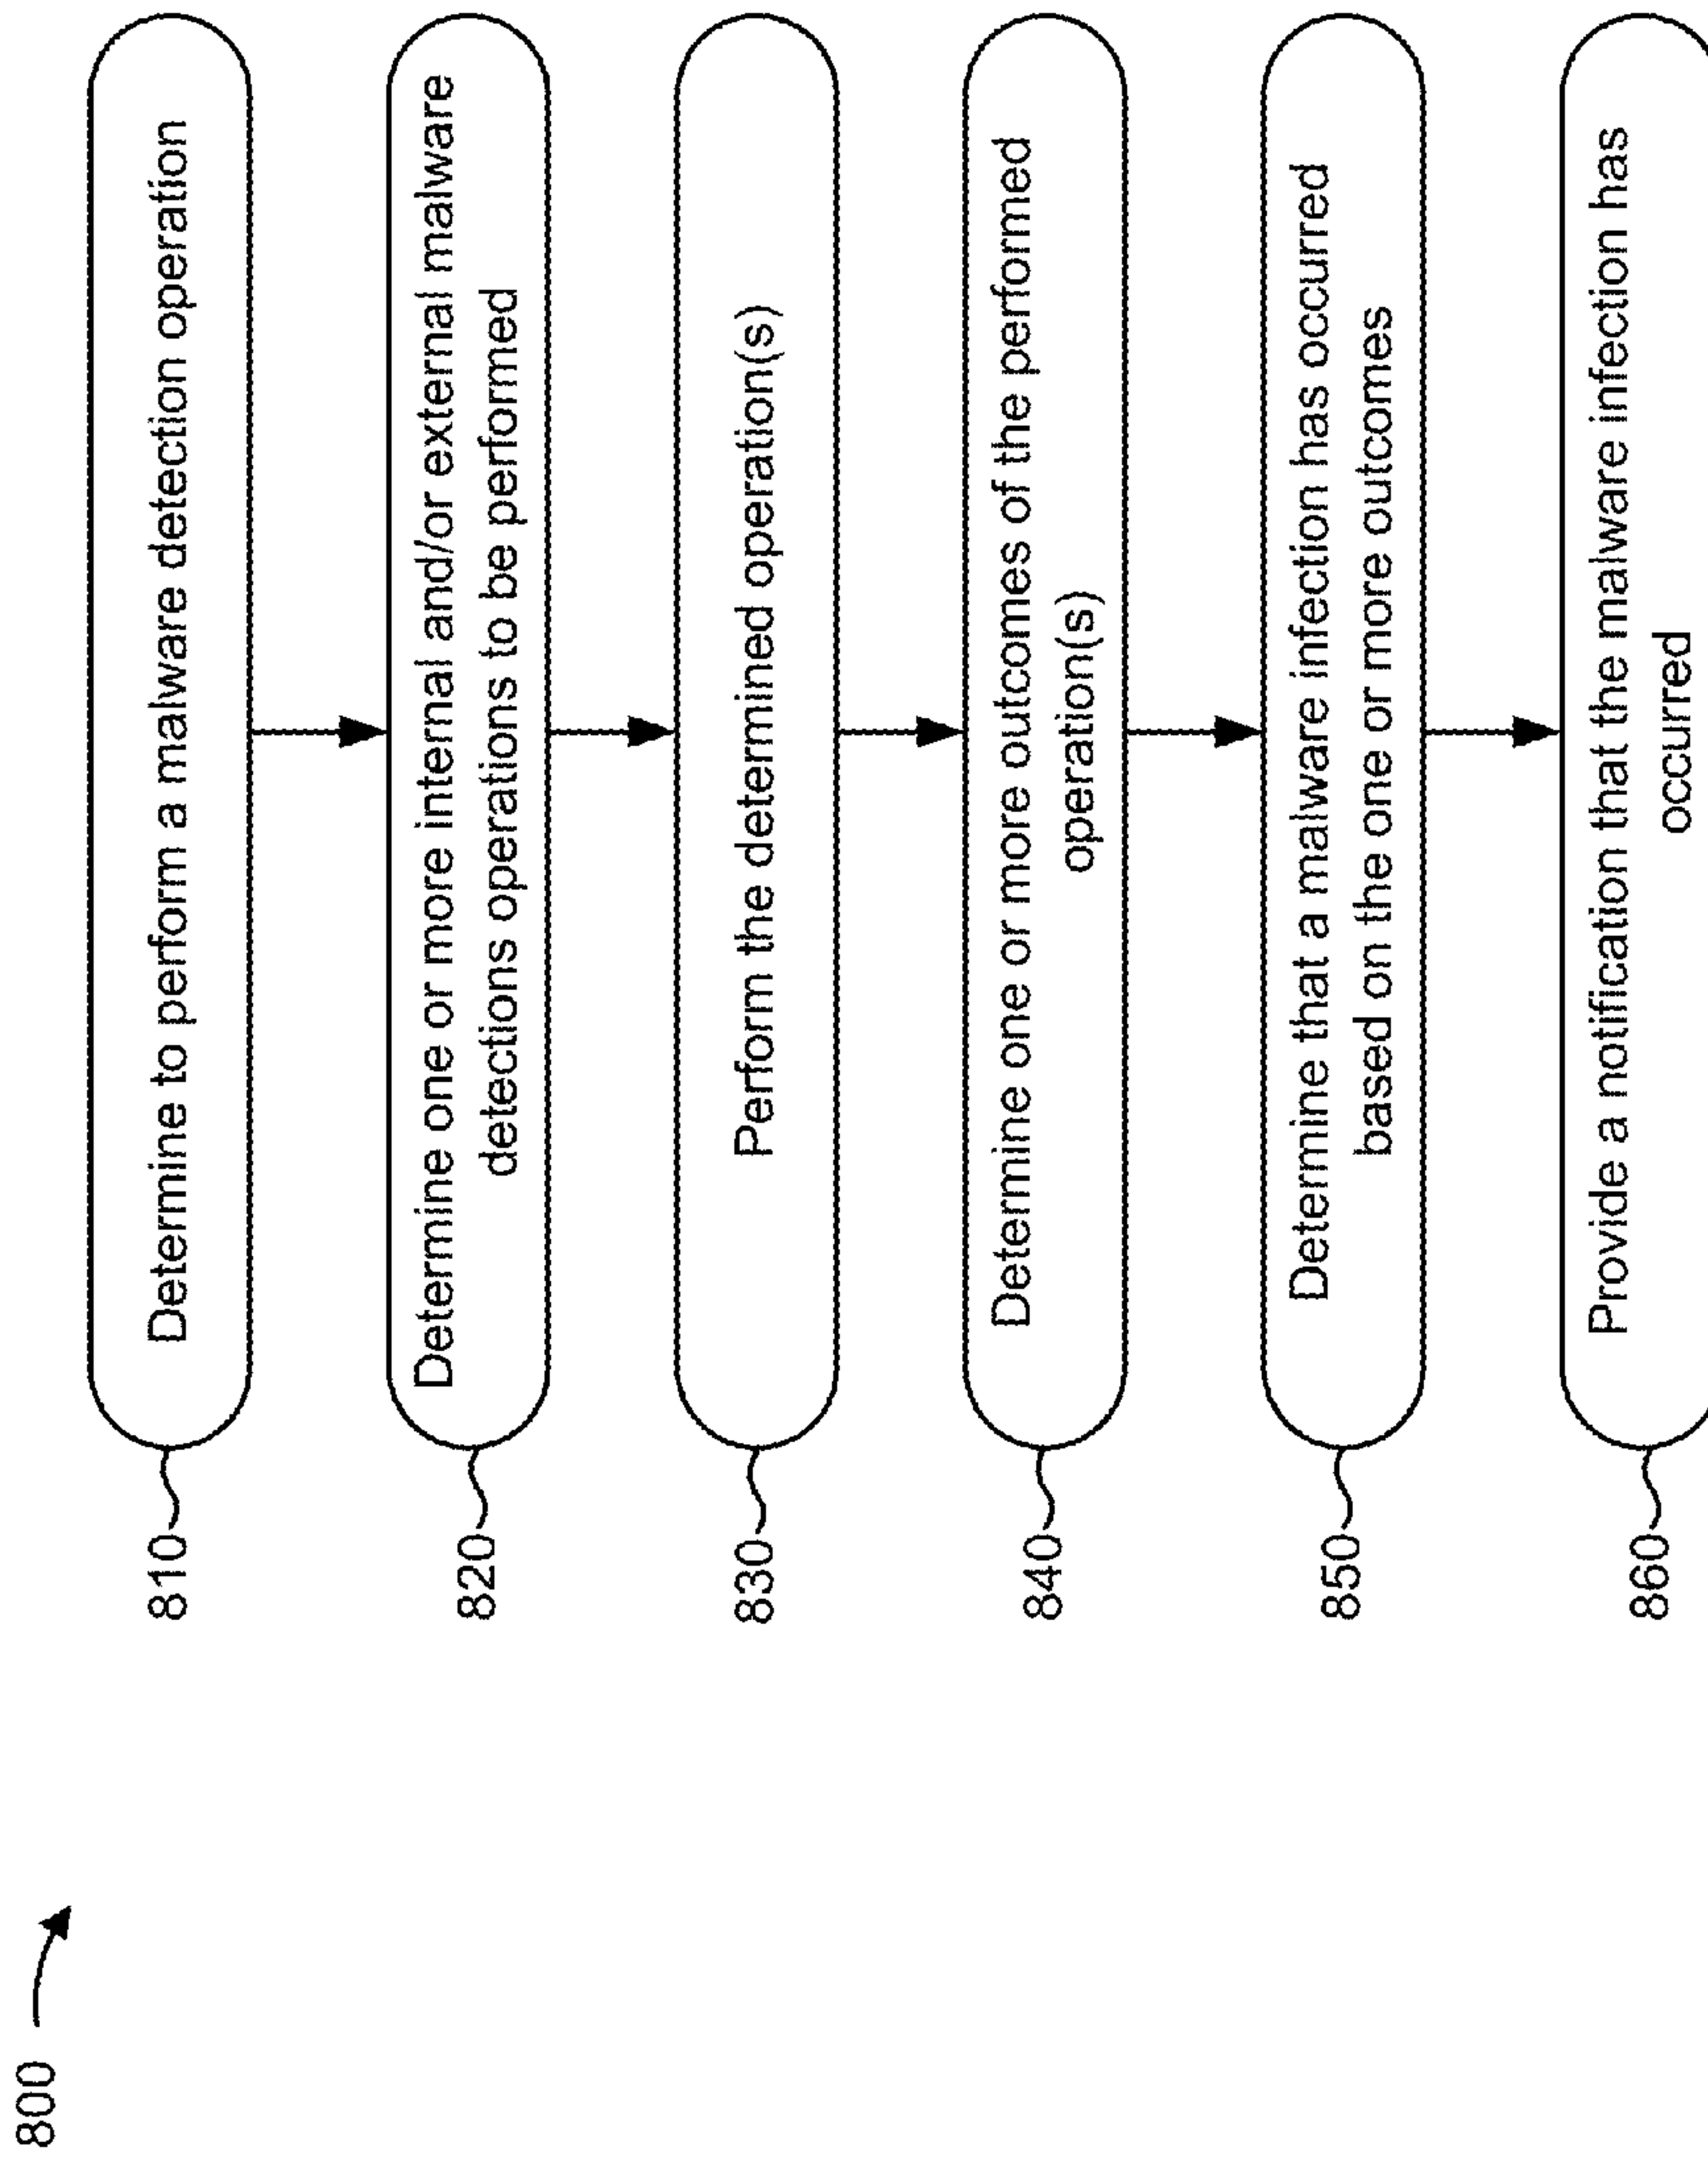 800
810
Determine to perform a malware detection operation
820
Determine one or more internal and/or external malware
detections operations to be performed
830
Perform the determined operation(s)
840
Determine one or more outcomes of the performed
operation(s)
850
Determine that a malware infection has occurred
based on the one or more outcomes
860
Provide a notification that the malware infection has
occurred